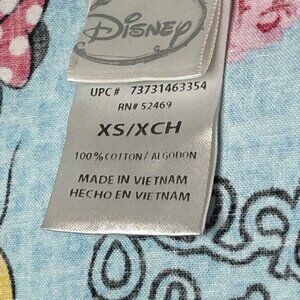 Disney
UPC# 73731463354
RN# 52469
XS/XCH
100% COTTON/ ALGODON
MADE IN VIETNAM
HECHO EN VIETNAM